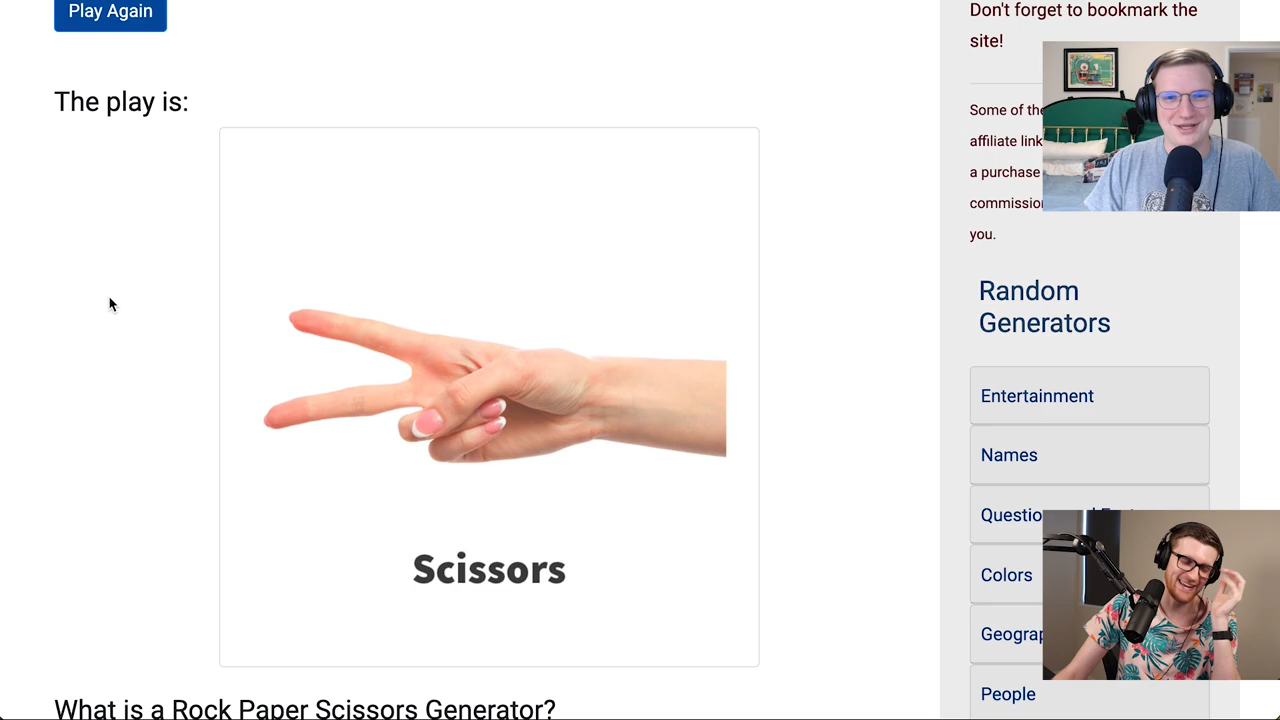 Play Again
The play is:
Scissors
What is a Rock Paper Scissors Generator?
Don't forget to bookmark the
site!
Some of the
affiliate link
a purchase
commission
you.
Random
Generators
Entertainment
Names
Questio
Colors
Geograp
People